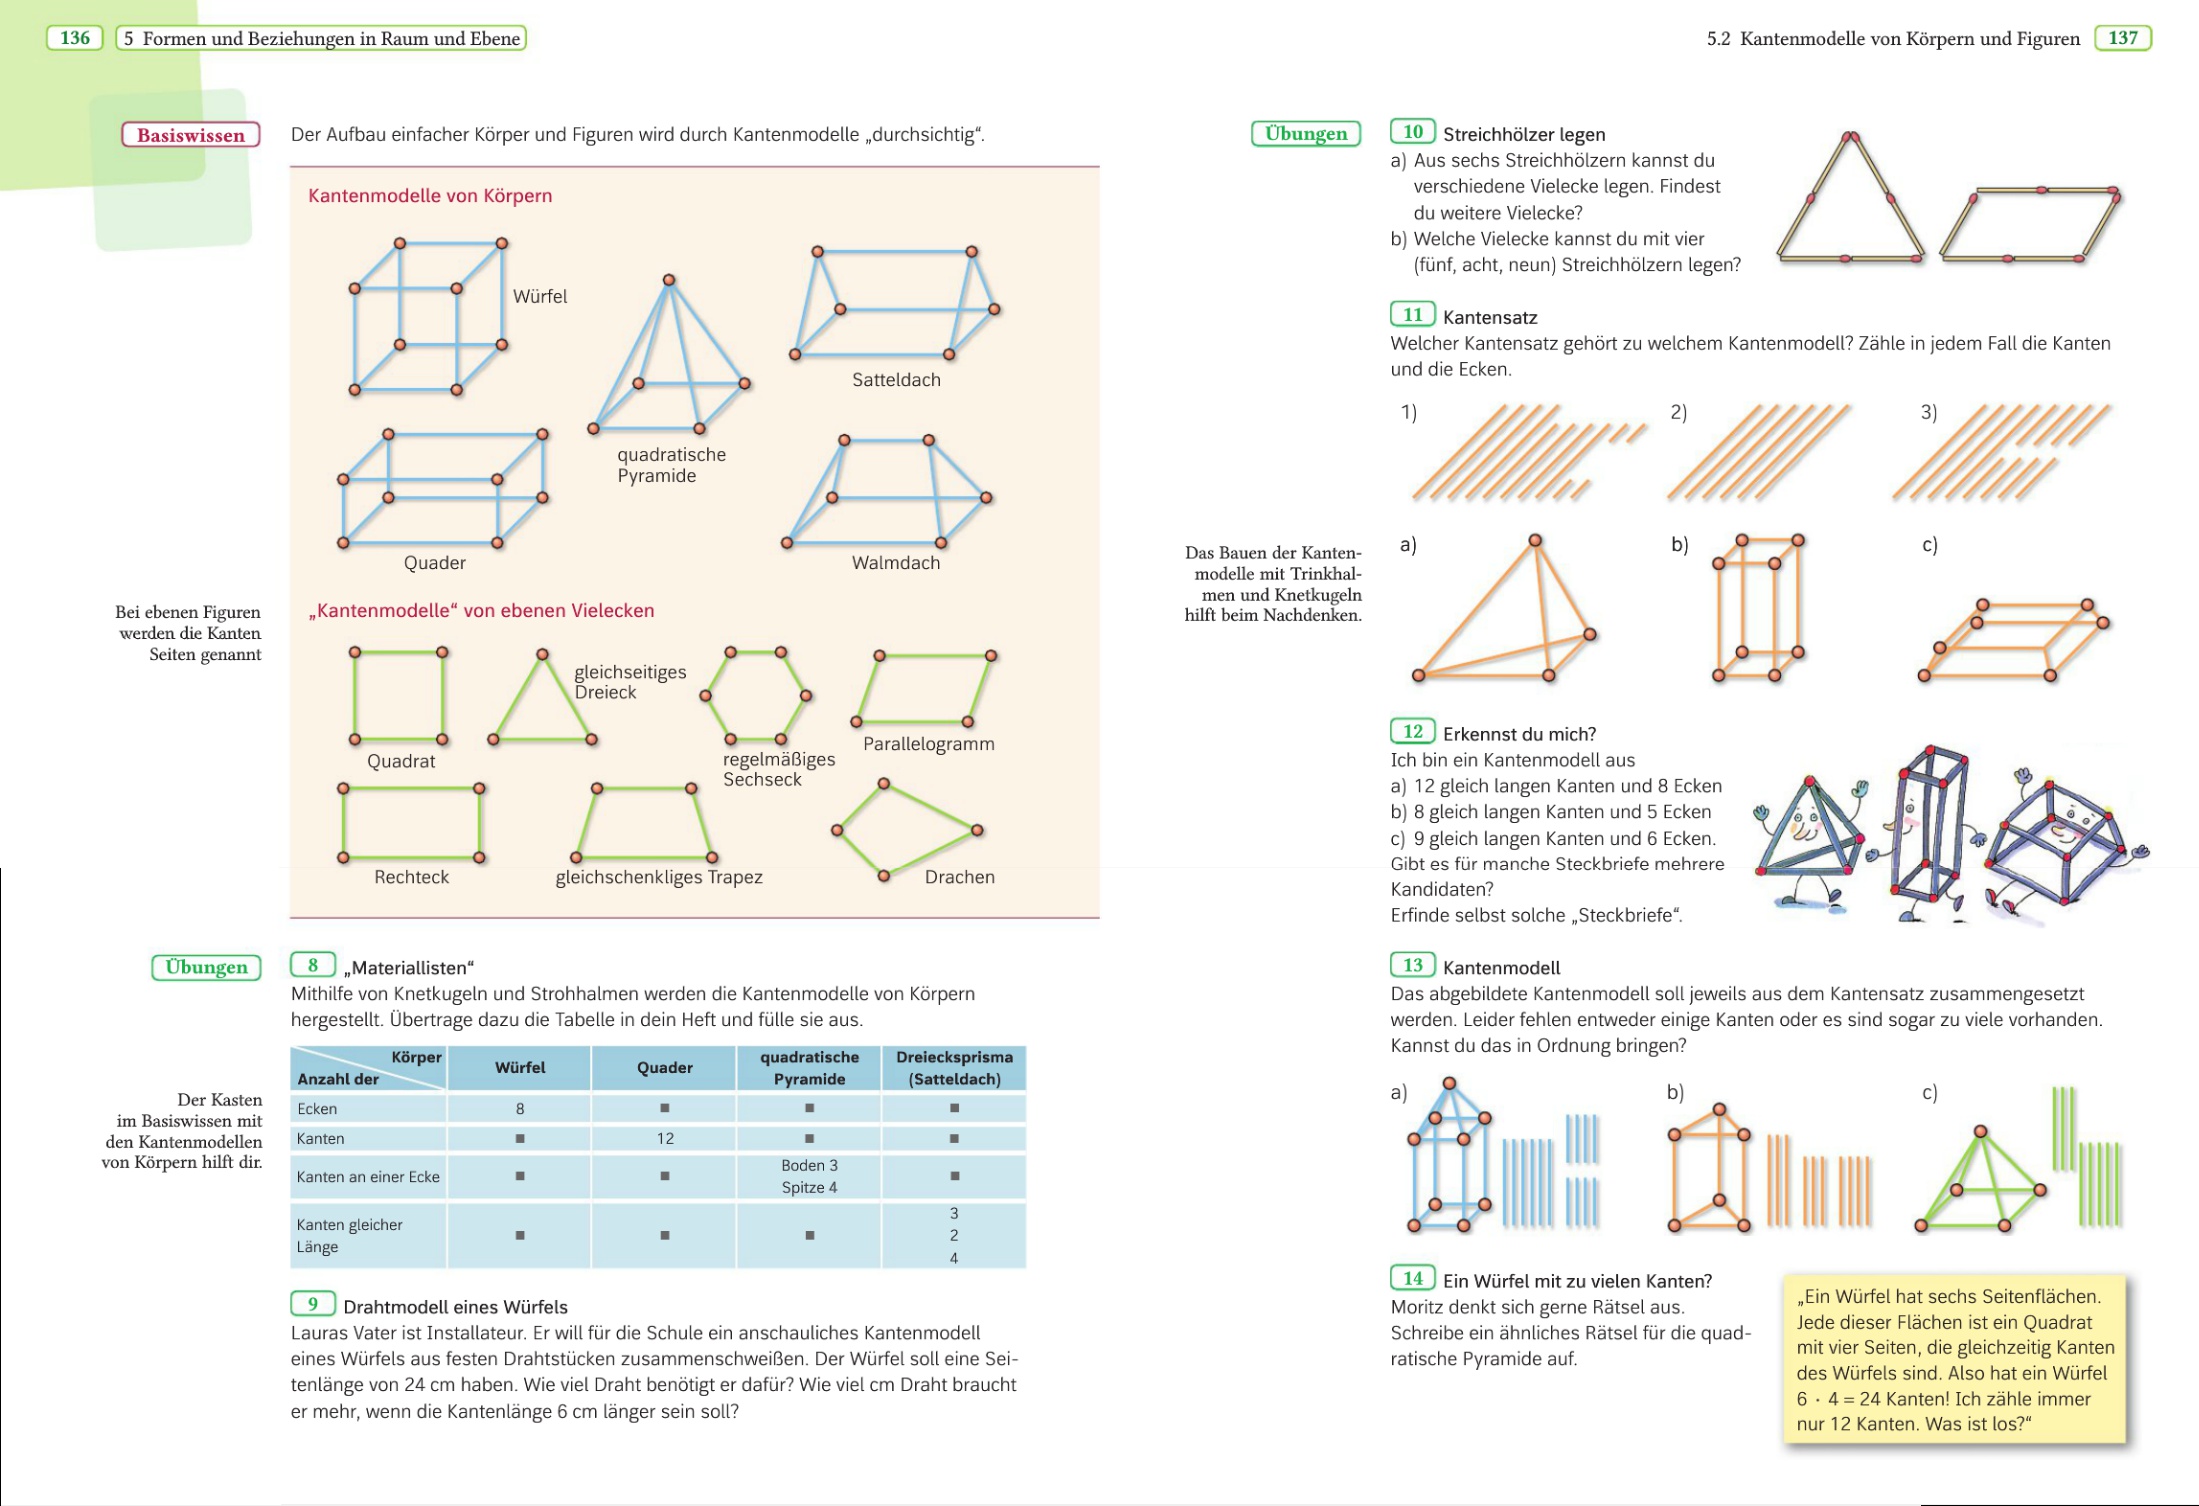 136
5 Formen und Beziehungen in Raum und Ebene
Basiswissen
Der Aufbau einfacher Körper und Figuren wird durch Kantenmodelle „durchsichtig“.
Kantenmodelle von Körpern
Würfel
Satteldach
quadratische
Pyramide
Quader
Walmdach
Bei ebenen Figuren
werden die Kanten
Seiten genannt
„Kantenmodelle“ von ebenen Vielecken
Quadrat
gleichseitiges
Dreieck
regelmäßiges
Sechseck
Parallelogramm
Rechteck
gleichschenkliges Trapez
Drachen
Übungen
8 „Materiallisten“
Mithilfe von Knetkugeln und Strohhalmen werden die Kantenmodelle von Körpern
hergestellt. Übertrage dazu die Tabelle in dein Heft und fülle sie aus.
Der Kasten
im Basiswissen mit
den Kantenmodellen
von Körpern hilft dir.
Körper
Anzahl der
Würfel
Quader
quadratische
Pyramide
Dreiecksprisma
(Satteldach)
Ecken 8 ■ ■ ■
Kanten ■ 12 ■ ■
Kanten an einer Ecke ■ ■ Boden 3
Spitze 4 ■
Kanten gleicher
Länge ■ ■ ■ 3
2
4
9 Drahtmodell eines Würfels
Lauras Vater ist Installateur. Er will für die Schule ein anschauliches Kantenmodell
eines Würfels aus festen Drahtstücken zusammenschweißen. Der Würfel soll eine Sei-
tenlänge von 24 cm haben. Wie viel Draht benötigt er dafür? Wie viel cm Draht braucht
er mehr, wenn die Kantenlänge 6 cm länger sein soll?
5.2 Kantenmodelle von Körpern und Figuren
137
Übungen
10 Streichhölzer legen
a) Aus sechs Streichhölzern kannst du
verschiedene Vielecke legen. Findest
du weitere Vielecke?
b) Welche Vielecke kannst du mit vier
(fünf, acht, neun) Streichhölzern legen?
11 Kantensatz
Welcher Kantensatz gehört zu welchem Kantenmodell? Zähle in jedem Fall die Kanten
und die Ecken.
1)
2)
3)
Das Bauen der Kanten-
modelle mit Trinkhal-
men und Knetkugeln
hilft beim Nachdenken.
a)
b)
c)
12 Erkennst du mich?
Ich bin ein Kantenmodell aus
a) 12 gleich langen Kanten und 8 Ecken
b) 8 gleich langen Kanten und 5 Ecken
c) 9 gleich langen Kanten und 6 Ecken.
Gibt es für manche Steckbriefe mehrere
Kandidaten?
Erfinde selbst solche „Steckbriefe“.
13 Kantenmodell
Das abgebildete Kantenmodell soll jeweils aus dem Kantensatz zusammengesetzt
werden. Leider fehlen entweder einige Kanten oder es sind sogar zu viele vorhanden.
Kannst du das in Ordnung bringen?
a)
b)
c)
14 Ein Würfel mit zu vielen Kanten?
Moritz denkt sich gerne Rätsel aus.
Schreibe ein ähnliches Rätsel für die quad-
ratische Pyramide auf.
„Ein Würfel hat sechs Seitenflächen.
Jede dieser Flächen ist ein Quadrat
mit vier Seiten, die gleichzeitig Kanten
des Würfels sind. Also hat ein Würfel
6 · 4 = 24 Kanten! Ich zähle immer
nur 12 Kanten. Was ist los?“